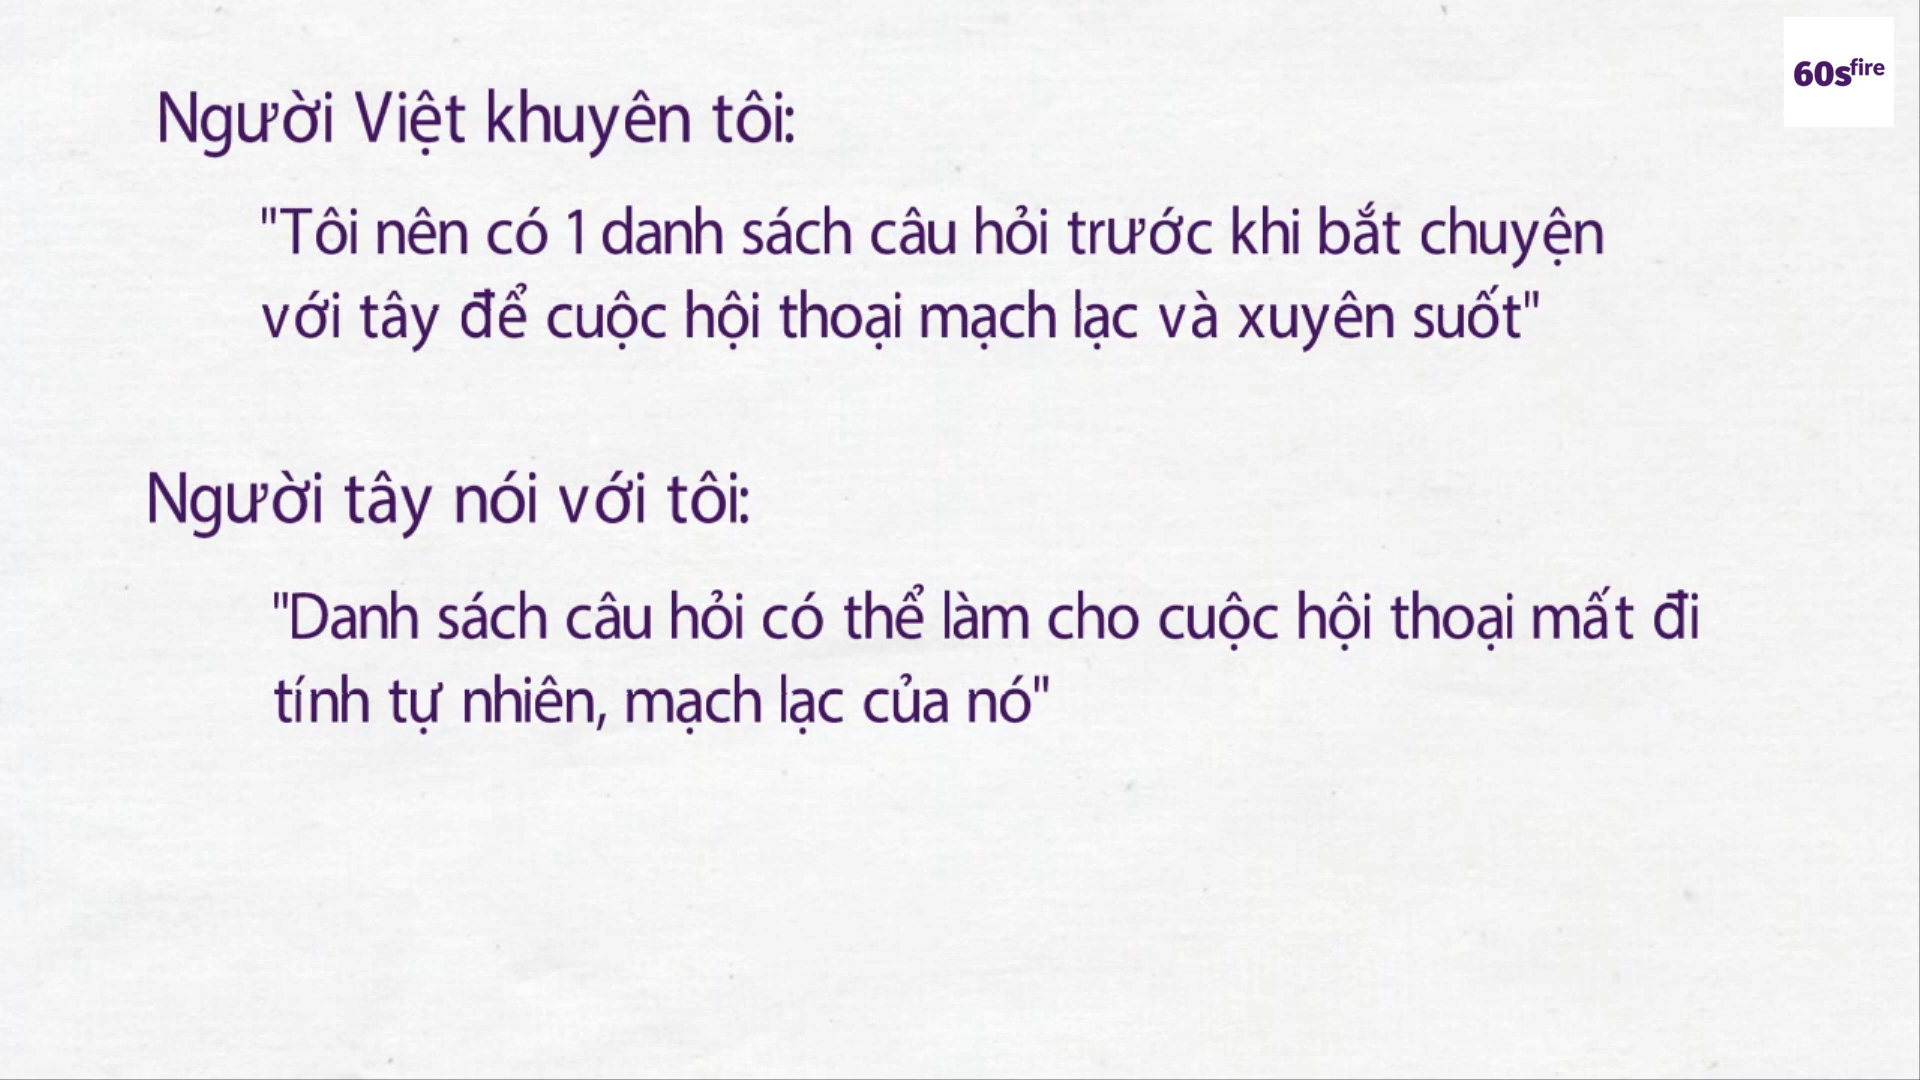 60sfire
Người Việt khuyên tôi:
"Tôi nên có 1 danh sách câu hỏi trước khi bắt chuyện
với tây để cuộc hội thoại mạch lạc và xuyên suốt"
Người tây nói với tôi:
"Danh sách câu hỏi có thể làm cho cuộc hội thoại mất đi
tính tự nhiên, mạch lạc của nó"